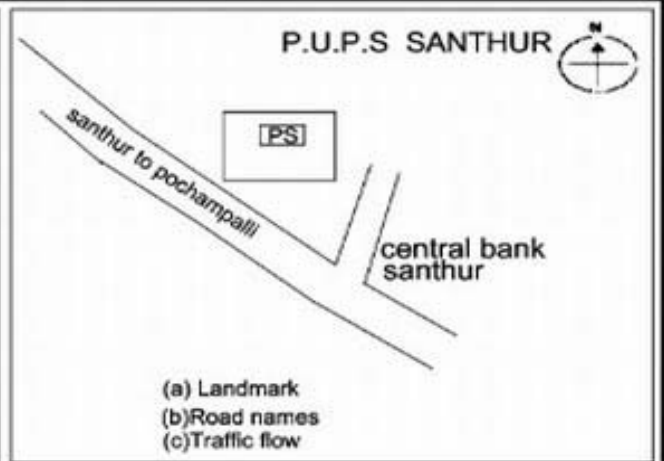 P.U.P.S SANTHUR
N
PS
santhur to pochampalli
central bank
santhur
(a) Landmark
(b)Road names
(c)Traffic flow